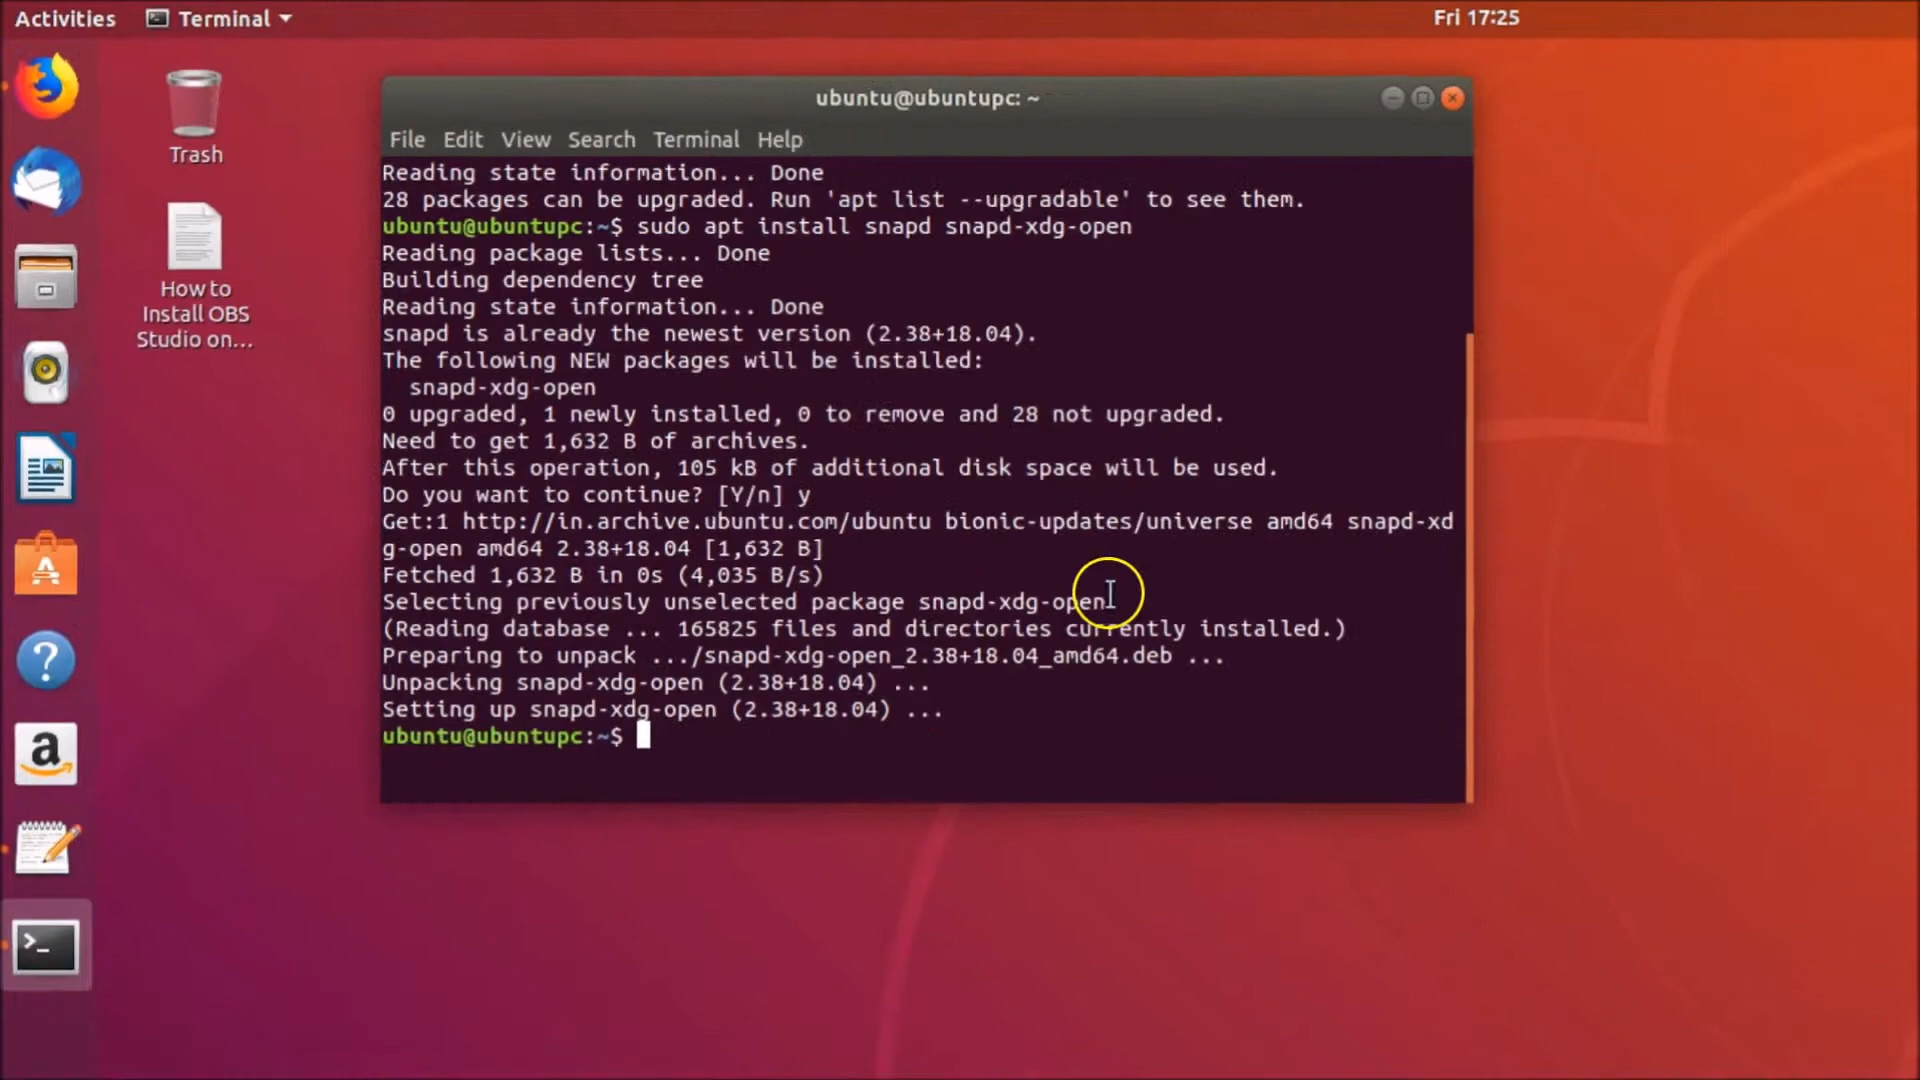 Activities
Terminal
Fri 17:25
Trash
How to
Install OBS
Studio on...
ubuntu@ubuntupc: ~
File Edit View Search Terminal Help
Reading state information... Done
28 packages can be upgraded. Run 'apt list --upgradable' to see them.
ubuntu@ubuntupc:~$ sudo apt install snapd snapd-xdg-open
Reading package lists... Done
Building dependency tree
Reading state information... Done
snapd is already the newest version (2.38+18.04).
The following NEW packages will be installed:
snapd-xdg-open
0 upgraded, 1 newly installed, 0 to remove and 28 not upgraded.
Need to get 1,632 B of archives.
After this operation, 105 kB of additional disk space will be used.
Do you want to continue? [Y/n] y
Get:1 http://in.archive.ubuntu.com/ubuntu bionic-updates/universe amd64 snapd-xd
g-open amd64 2.38+18.04 [1,632 B]
Fetched 1,632 B in 0s (4,035 B/s)
Selecting previously unselected package snapd-xdg-open.
(Reading database ... 165825 files and directories currently installed.)
Preparing to unpack .../snapd-xdg-open_2.38+18.04_amd64.deb ...
Unpacking snapd-xdg-open (2.38+18.04) ...
Setting up snapd-xdg-open (2.38+18.04) ...
ubuntu@ubuntupc:~$